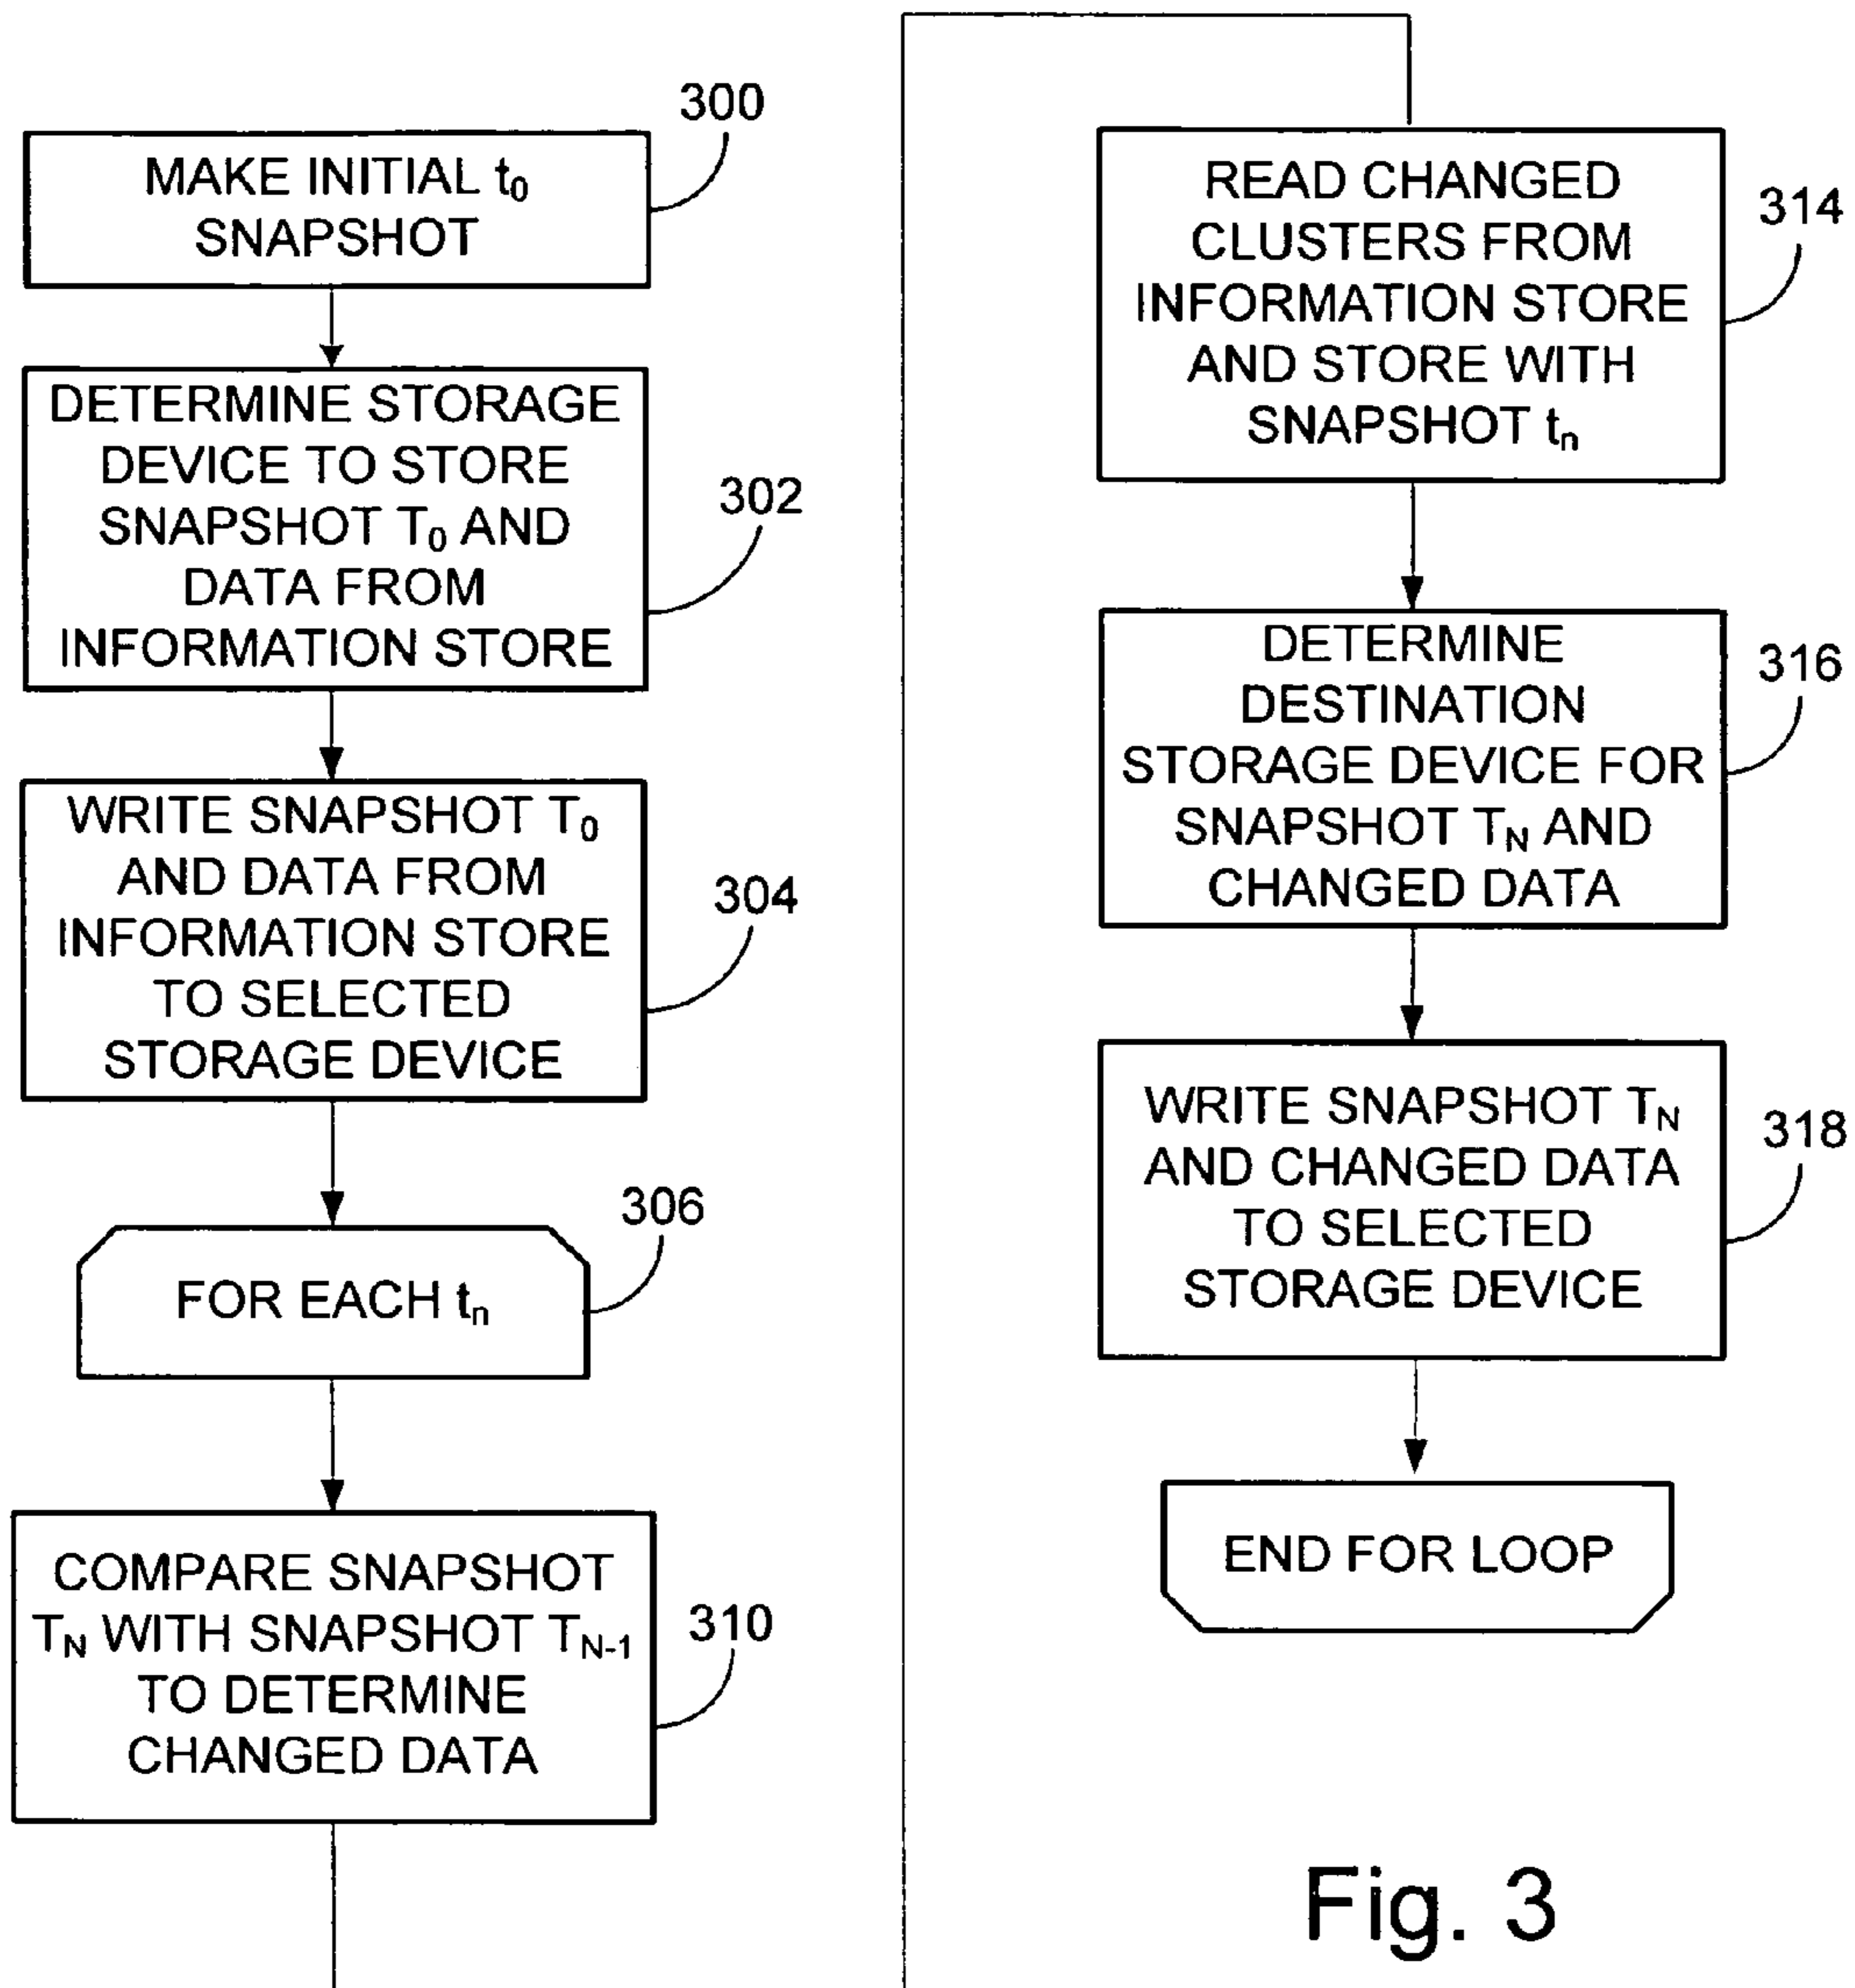 300
MAKE INITIAL t₀
SNAPSHOT
DETERMINE STORAGE
DEVICE TO STORE
SNAPSHOT T₀ AND
DATA FROM
INFORMATION STORE
302
WRITE SNAPSHOT T₀
AND DATA FROM
INFORMATION STORE
TO SELECTED
STORAGE DEVICE
304
306
FOR EACH tₙ
COMPARE SNAPSHOT
T_N WITH SNAPSHOT T_N-1
TO DETERMINE
CHANGED DATA
310
READ CHANGED
CLUSTERS FROM
INFORMATION STORE
AND STORE WITH
SNAPSHOT tₙ
314
DETERMINE
DESTINATION
STORAGE DEVICE FOR
SNAPSHOT T_N AND
CHANGED DATA
316
WRITE SNAPSHOT T_N
AND CHANGED DATA
TO SELECTED
STORAGE DEVICE
318
END FOR LOOP
Fig. 3